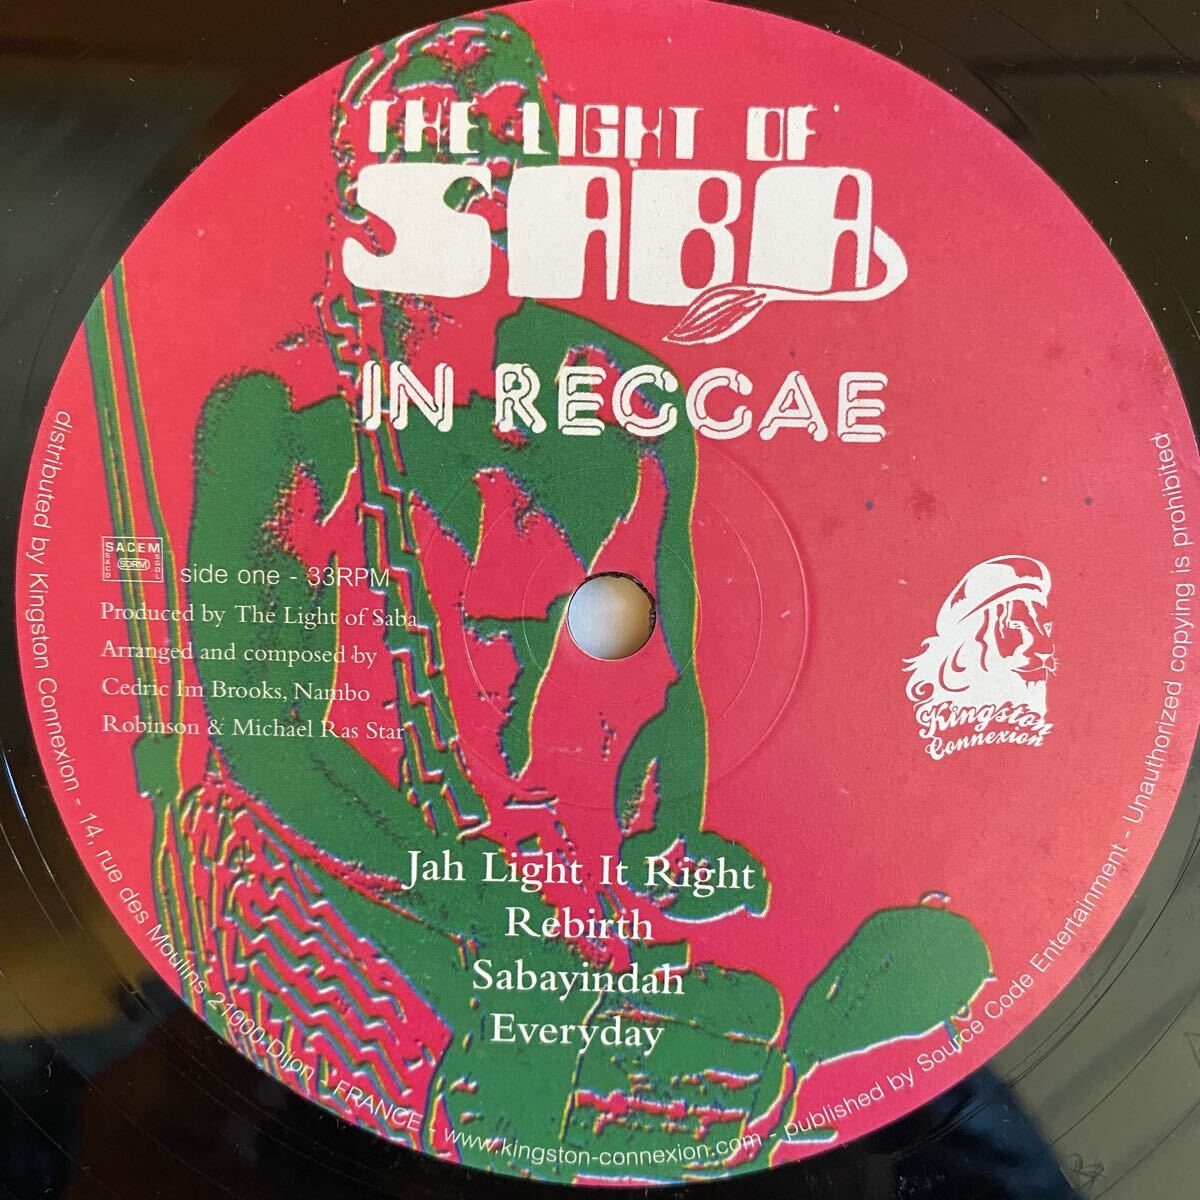 THE LIGHT OF
SABA
IN REGGAE
SACEM
SACD
SDRM
SGDL
side one - 33RPM
Produced by The Light of Saba
Arranged and composed by
Cedric Im Brooks, Nambo
Robinson & Michael Ras Star
Kingston
Connexion
Jah Light It Right
Rebirth
Sabayindah
Everyday
distributed by Kingston Connexion - 14, rue des Moulins 21000 Dijon - FRANCE - www.kingston-connexion.com - published by Source Code Entertainment - Unauthorized copying is prohibited